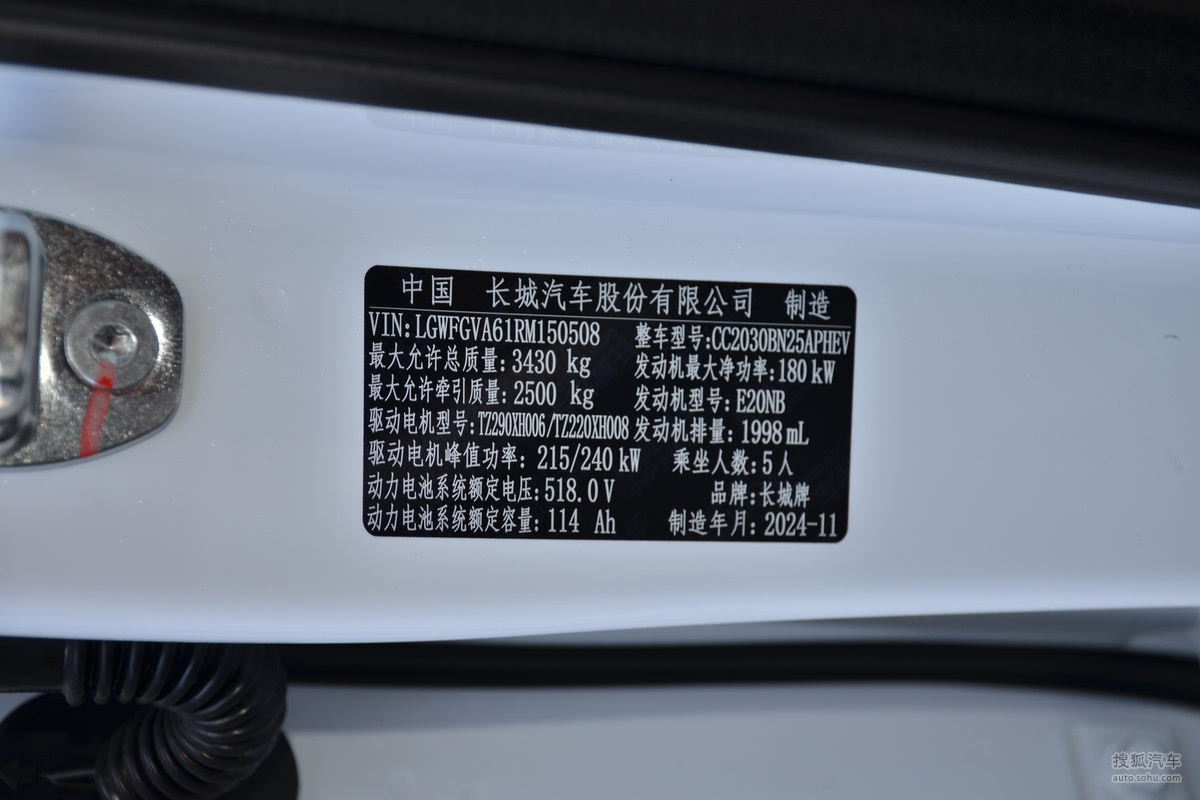 中国 长城汽车股份有限公司 制造
VIN:LGWFGVA61RM150508 整车型号:CC2030BN25APHEV
最大允许总质量:3430 kg 发动机最大净功率:180 kW
最大允许牵引质量:2500 kg 发动机型号:E20NB
驱动电机型号:TZ290XH006/TZ220XH008 发动机排量:1998 mL
驱动电机峰值功率: 215/240 kW 乘坐人数:5人
动力电池系统额定电压:518.0V 品牌:长城牌
动力电池系统额定容量:114 Ah 制造年月:2024-11
搜狐汽车
auto.sohu.com